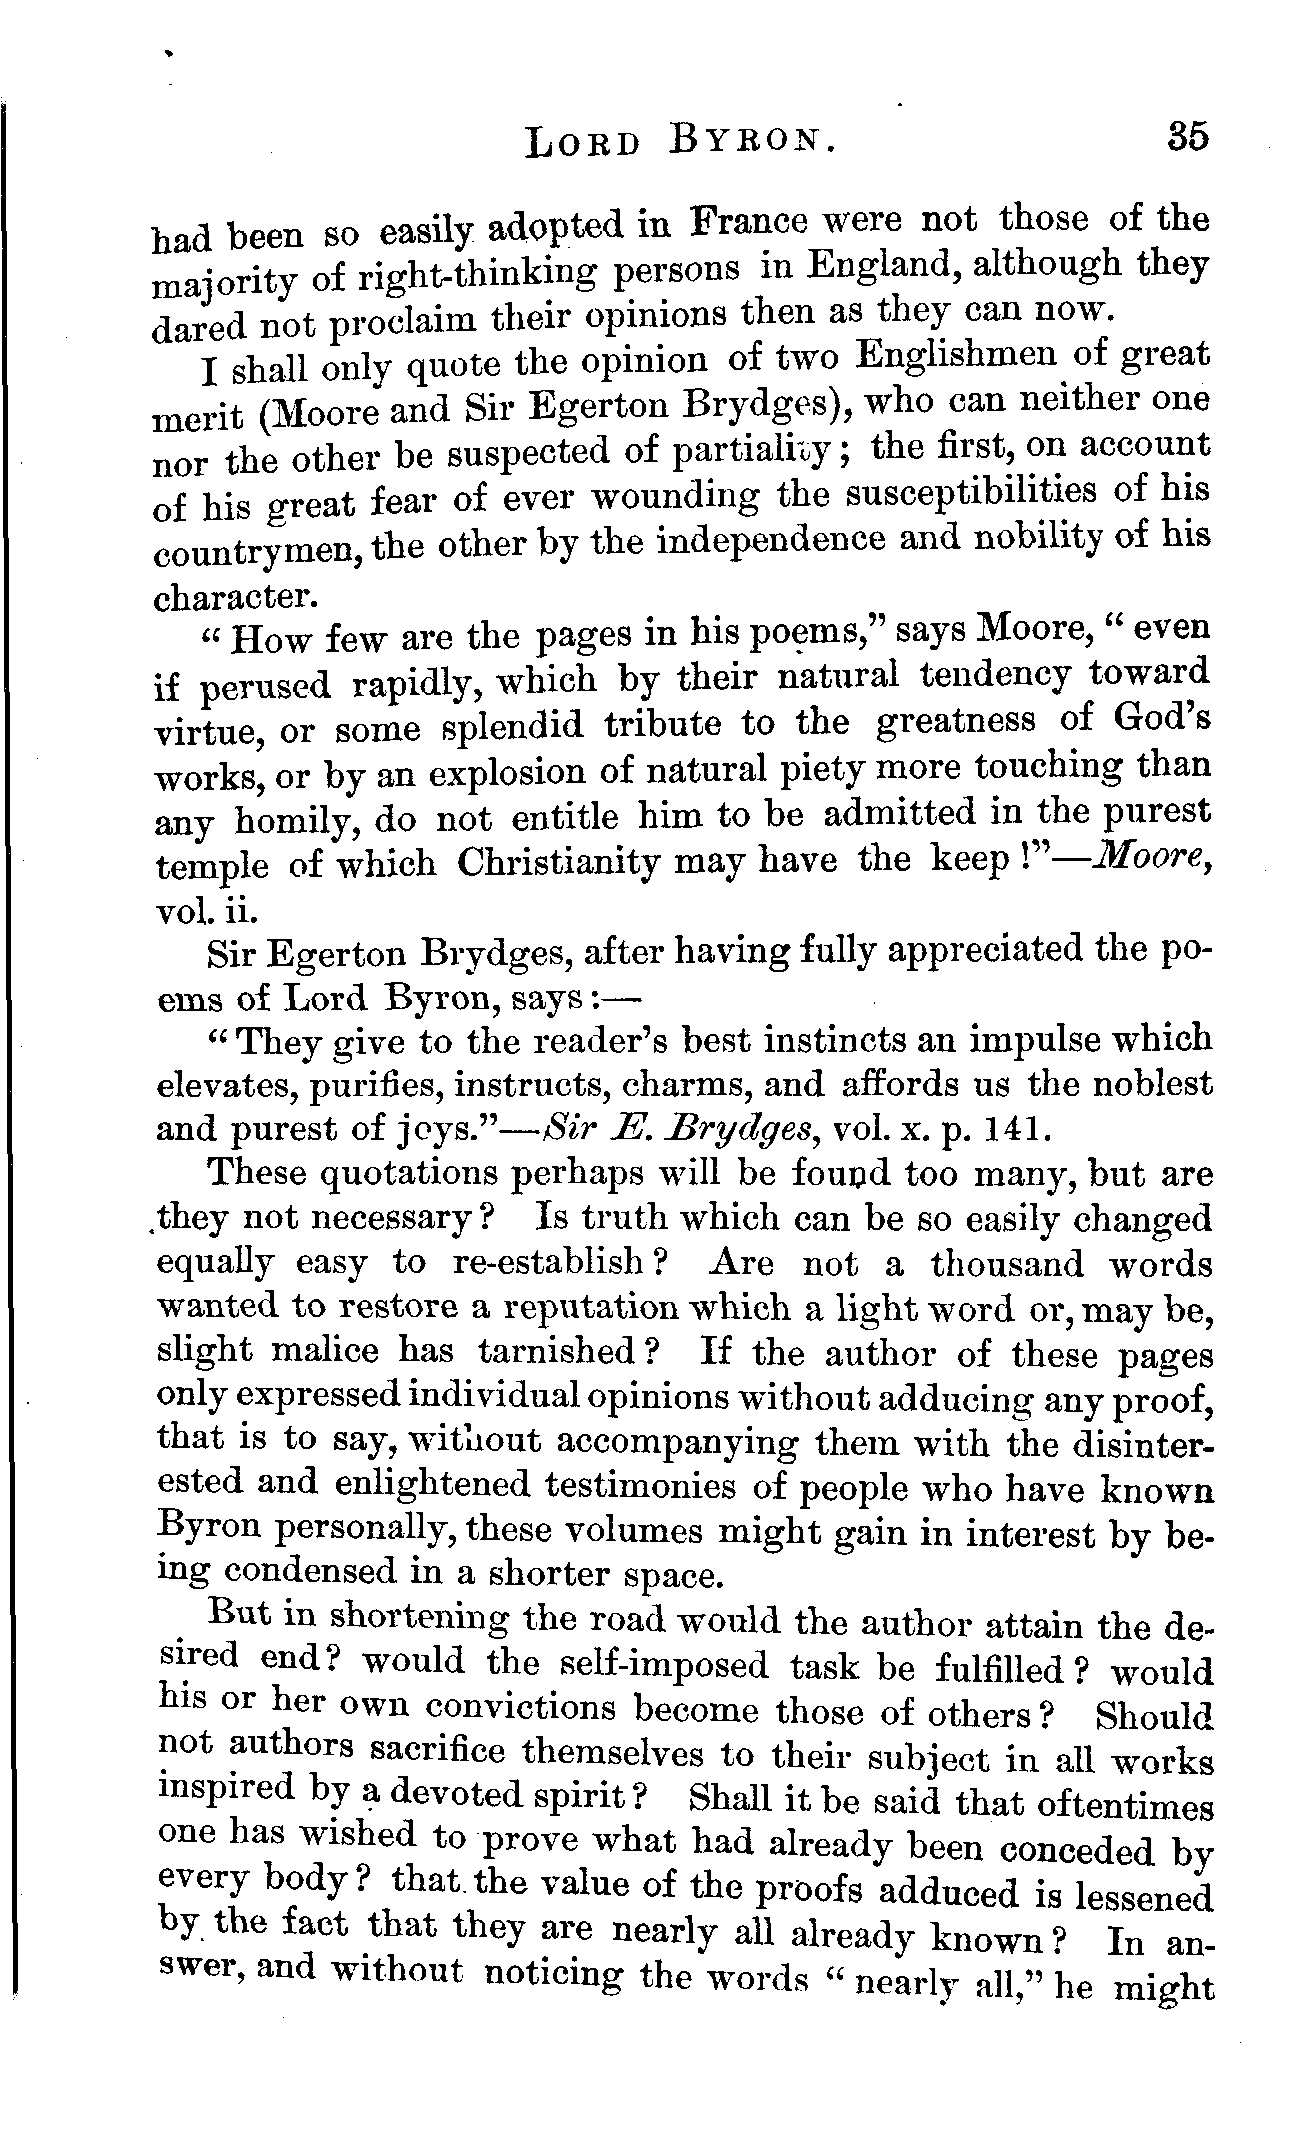 LORD BYRON. 35
had been so easily adopted in France were not those of the
majority of right-thinking persons in England, although they
dared not proclaim their opinions then as they can now.
I shall only quote the opinion of two Englishmen of great
merit (Moore and Sir Egerton Brydges), who can neither one
nor the other be suspected of partiality; the first, on account
of his great fear of ever wounding the susceptibilities of his
countrymen, the other by the independence and nobility of his
character.
“How few are the pages in his poems,” says Moore, “even
if perused rapidly, which by their natural tendency toward
virtue, or some splendid tribute to the greatness of God’s
works, or by an explosion of natural piety more touching than
any homily, do not entitle him to be admitted in the purest
temple of which Christianity may have the keep!”—Moore,
vol. ii.
Sir Egerton Brydges, after having fully appreciated the po-
ems of Lord Byron, says:—
“They give to the reader’s best instincts an impulse which
elevates, purifies, instructs, charms, and affords us the noblest
and purest of joys.”—Sir E. Brydges, vol. x. p. 141.
These quotations perhaps will be found too many, but are
they not necessary? Is truth which can be so easily changed
equally easy to re-establish? Are not a thousand words
wanted to restore a reputation which a light word or, may be,
slight malice has tarnished? If the author of these pages
only expressed individual opinions without adducing any proof,
that is to say, without accompanying them with the disinter-
ested and enlightened testimonies of people who have known
Byron personally, these volumes might gain in interest by be-
ing condensed in a shorter space.
But in shortening the road would the author attain the de-
sired end? would the self-imposed task be fulfilled? would
his or her own convictions become those of others? Should
not authors sacrifice themselves to their subject in all works
inspired by a devoted spirit? Shall it be said that oftentimes
one has wished to prove what had already been conceded by
every body? that the value of the proofs adduced is lessened
by the fact that they are nearly all already known? In an-
swer, and without noticing the words “nearly all,” he might